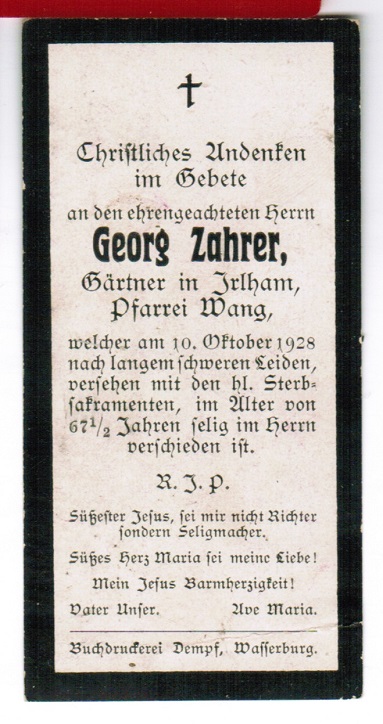 Christliches Andenken
im Gebete
an den ehrengeachteten Herrn
Georg Zahrer,
Gärtner in Irlham,
Pfarrei Wang,
welcher am 10. Oktober 1928
nach langem schweren Leiden,
versehen mit den hl. Sterb-
sakramenten, im Alter von
67 1/2 Jahren selig im Herrn
verschieden ist.
R. I. P.
Süßester Jesus, sei mir nicht Richter
sondern Seligmacher.
Süßes Herz Maria sei meine Liebe!
Mein Jesus Barmherzigkeit!
Vater Unser. Ave Maria.
Buchdruckerei Dempf, Wasserburg.